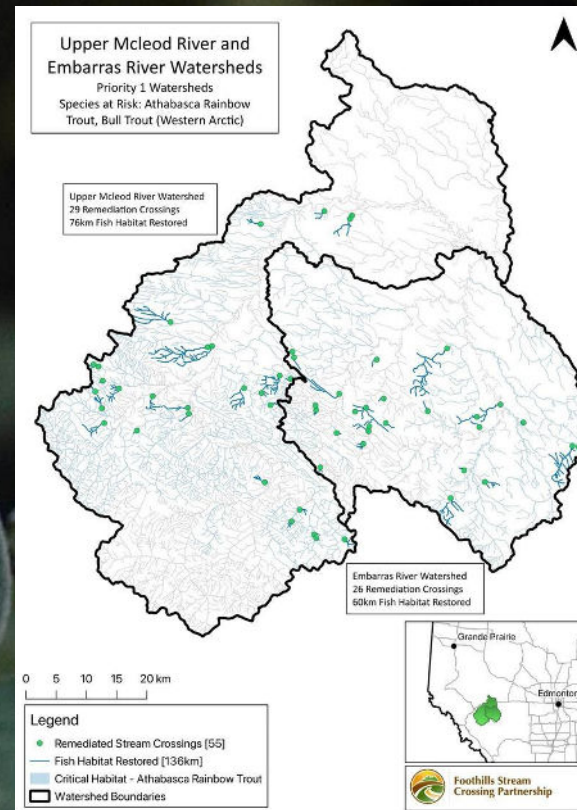 Upper Mcleod River and
Embarras River Watersheds
Priority 1 Watersheds
Species at Risk: Athabasca Rainbow
Trout, Bull Trout (Western Arctic)
Upper Mcleod River Watershed
29 Remediation Crossings
76km Fish Habitat Restored
Embarras River Watershed
26 Remediation Crossings
60km Fish Habitat Restored
Grande Prairie
Edmonton
0 5 10 15 20 km
Legend
Remediated Stream Crossings [55]
Fish Habitat Restored [136km]
Critical Habitat - Athabasca Rainbow Trout
Watershed Boundaries
Foothills Stream
Crossing Partnership